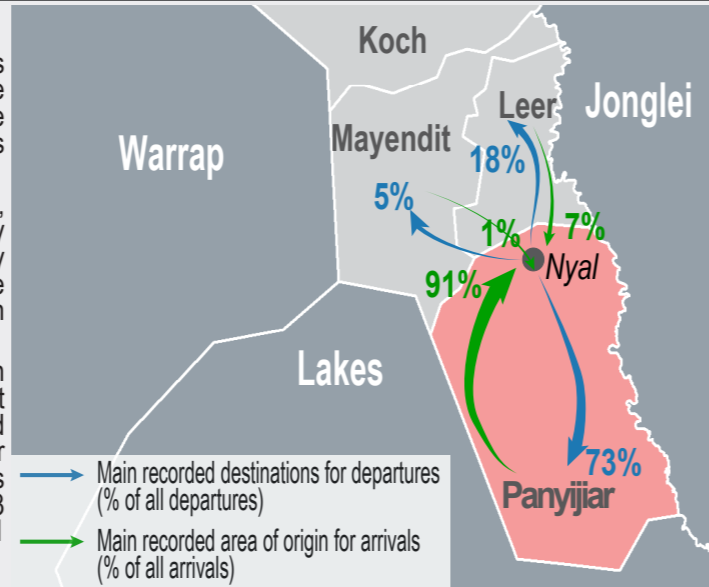 Koch
Leer
Jonglei
Mayendit
Warrap
18%
5%
1%
7%
Nyal
91%
Lakes
73%
Panyijiar
Main recorded destinations for departures
(% of all departures)
Main recorded area of origin for arrivals
(% of all arrivals)